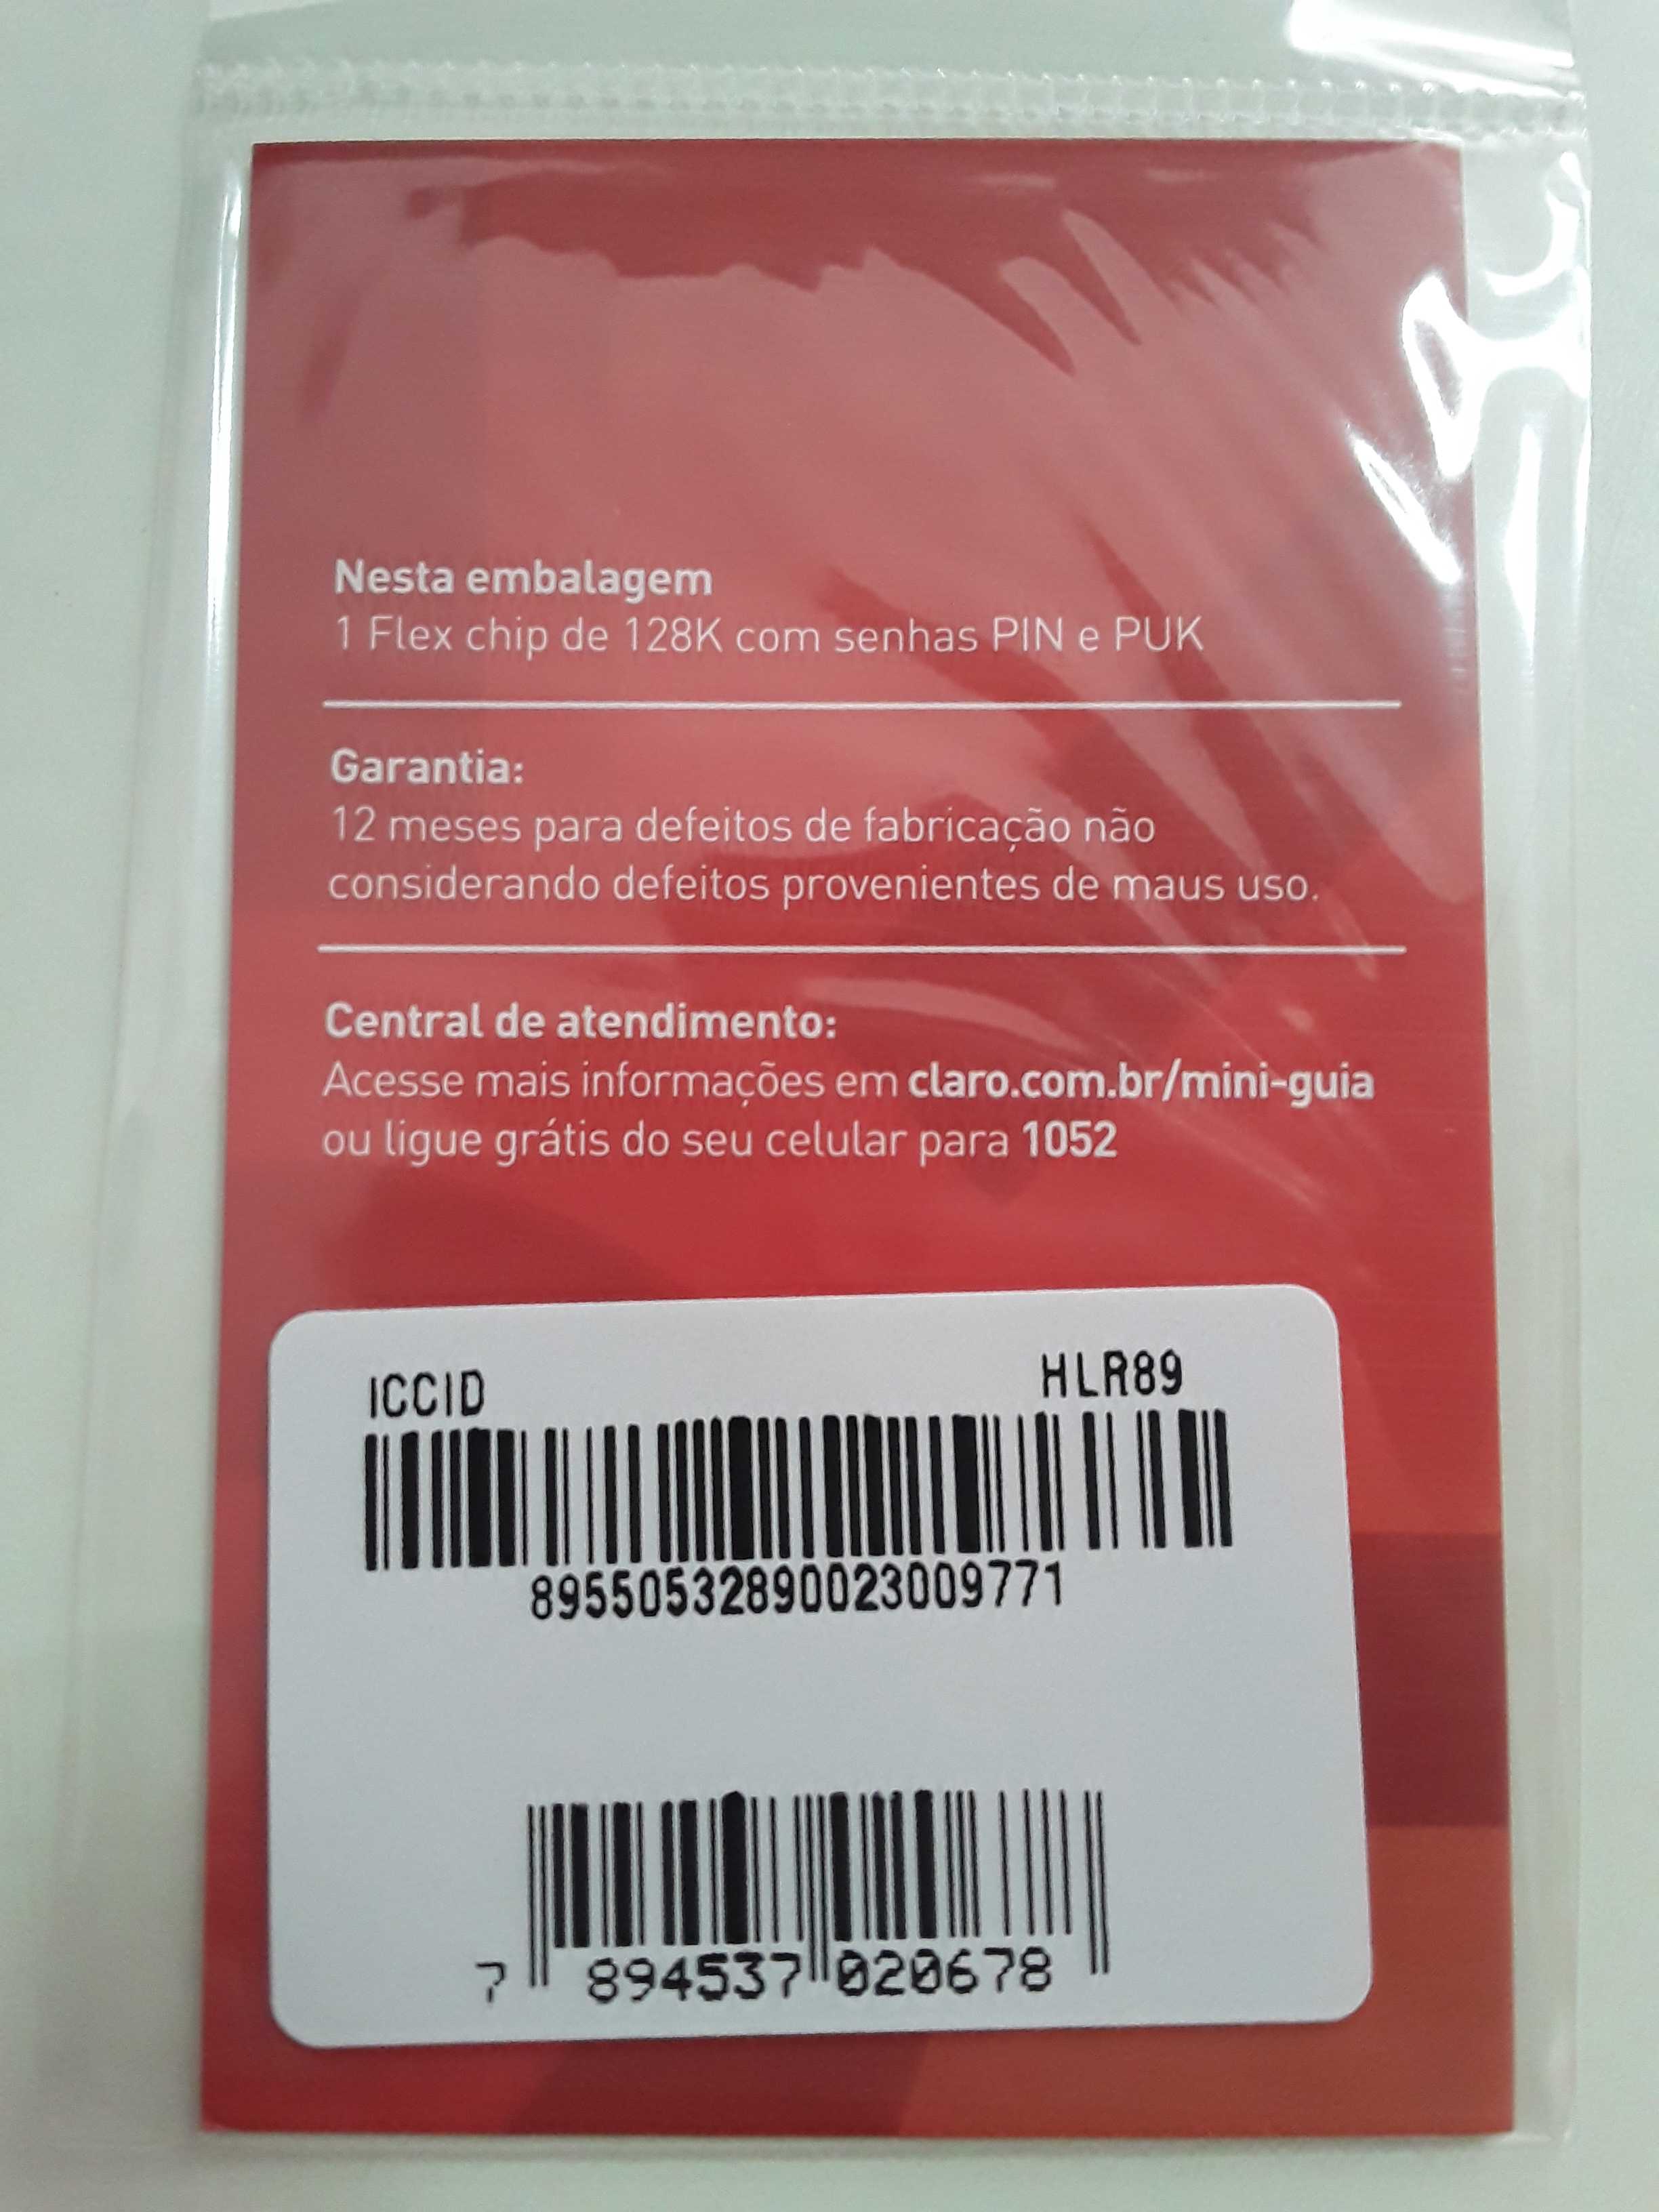 Nesta embalagem
1 Flex chip de 128K com senhas PIN e PUK
Garantia:
12 meses para defeitos de fabricação não
considerando defeitos provenientes de maus uso.
Central de atendimento:
Acesse mais informações em claro.com.br/mini-guia
ou ligue grátis do seu celular para 1052
ICCID HLR89
89550532890023009771
7 894537 020678